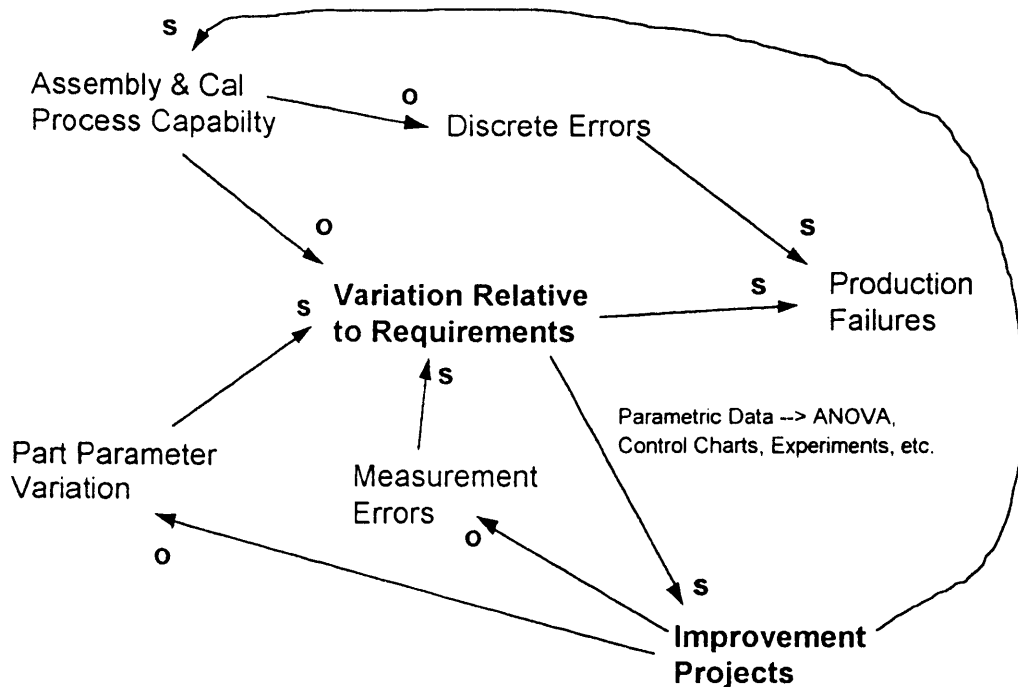 s
Assembly & Cal
Process Capabilty
o
Discrete Errors
o
s
Variation Relative
to Requirements
s
s
Production
Failures
s
Parametric Data --> ANOVA,
Control Charts, Experiments, etc.
Part Parameter
Variation
Measurement
Errors
o
o
s
Improvement
Projects